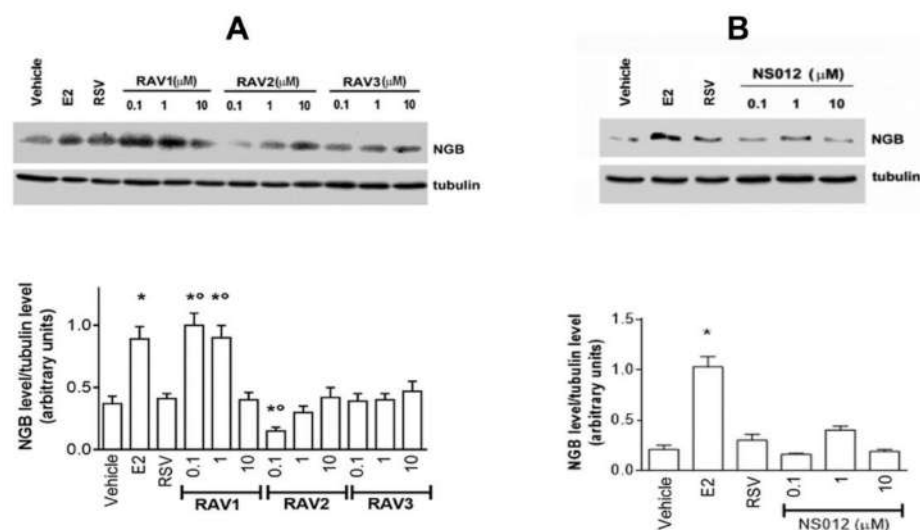 A
Vehicle E2 RSV RAV1(μM) RAV2(μM) RAV3(μM)
0.1 1 10 0.1 1 10 0.1 1 10
NGB
tubulin
NGB level/tubulin level
(arbitrary units)
1.0
0.5
0.0
* *° *° *°
Vehicle E2 RSV 0.1 1 10 0.1 1 10 0.1 1 10
RAV1 RAV2 RAV3
B
Vehicle E2 RSV NS012 (μM)
0.1 1 10
NGB
tubulin
NGB level/tubulin level
(arbitrary units)
1.5
1.0
0.5
0.0
*
Vehicle E2 RSV 0.1 1 10
NS012 (μM)